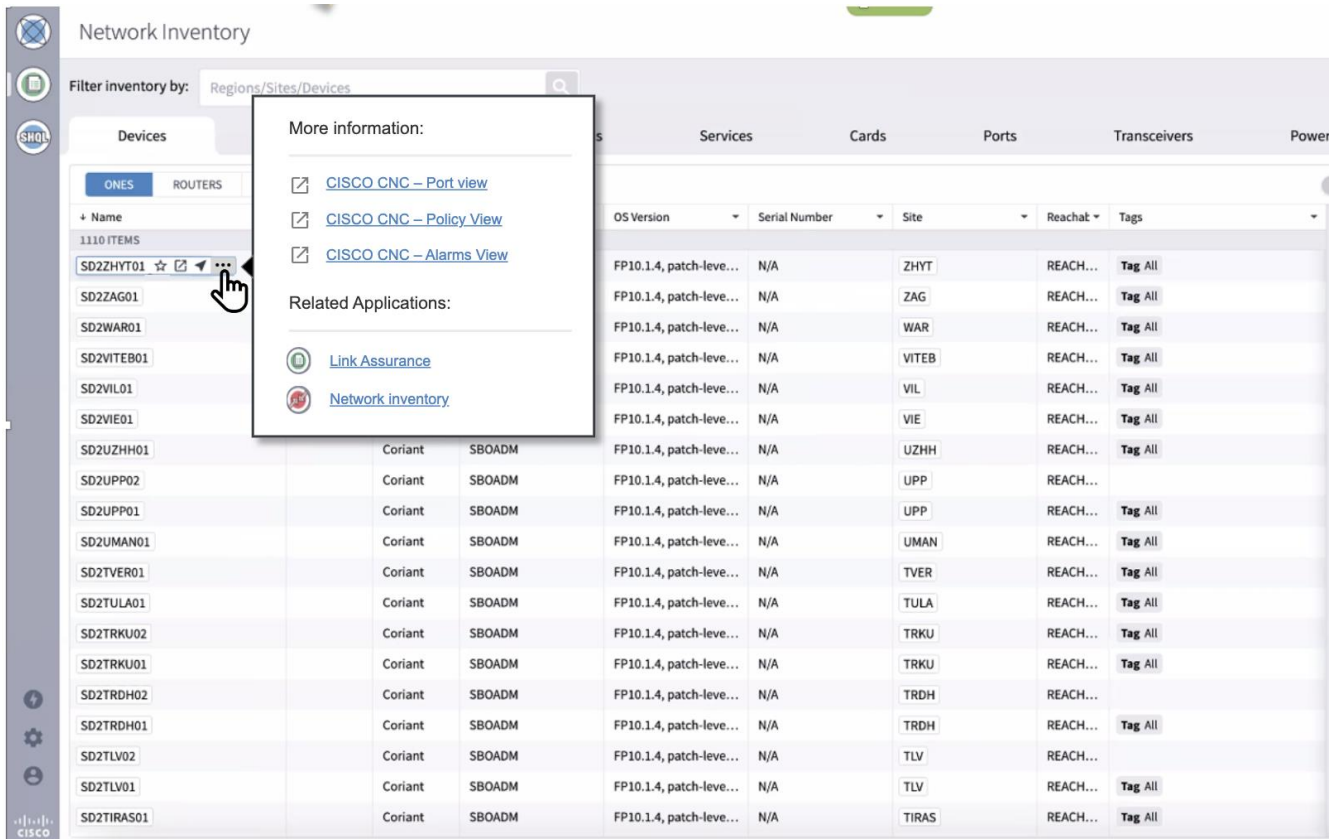 Network Inventory
Filter inventory by: Regions/Sites/Devices
SHQL
Devices Services Cards Ports Transceivers Power
More information:
CISCO CNC – Port view
CISCO CNC – Policy View
CISCO CNC – Alarms View
Related Applications:
Link Assurance
Network inventory
ONES ROUTERS
Name OS Version Serial Number Site Reachat Tags
1110 ITEMS
SD2ZHYT01 FP10.1.4, patch-leve... N/A ZHYT REACH... Tag All
SD2ZAG01 FP10.1.4, patch-leve... N/A ZAG REACH... Tag All
SD2WAR01 FP10.1.4, patch-leve... N/A WAR REACH... Tag All
SD2VITEB01 FP10.1.4, patch-leve... N/A VITEB REACH... Tag All
SD2VIL01 FP10.1.4, patch-leve... N/A VIL REACH... Tag All
SD2VIE01 FP10.1.4, patch-leve... N/A VIE REACH... Tag All
SD2UZHH01 Coriant SBOADM FP10.1.4, patch-leve... N/A UZHH REACH... Tag All
SD2UPP02 Coriant SBOADM FP10.1.4, patch-leve... N/A UPP REACH...
SD2UPP01 Coriant SBOADM FP10.1.4, patch-leve... N/A UPP REACH... Tag All
SD2UMAN01 Coriant SBOADM FP10.1.4, patch-leve... N/A UMAN REACH... Tag All
SD2TVER01 Coriant SBOADM FP10.1.4, patch-leve... N/A TVER REACH... Tag All
SD2TULA01 Coriant SBOADM FP10.1.4, patch-leve... N/A TULA REACH... Tag All
SD2TRKU02 Coriant SBOADM FP10.1.4, patch-leve... N/A TRKU REACH... Tag All
SD2TRKU01 Coriant SBOADM FP10.1.4, patch-leve... N/A TRKU REACH... Tag All
SD2TRDH02 Coriant SBOADM FP10.1.4, patch-leve... N/A TRDH REACH...
SD2TRDH01 Coriant SBOADM FP10.1.4, patch-leve... N/A TRDH REACH... Tag All
SD2TLV02 Coriant SBOADM FP10.1.4, patch-leve... N/A TLV REACH...
SD2TLV01 Coriant SBOADM FP10.1.4, patch-leve... N/A TLV REACH... Tag All
SD2TIRAS01 Coriant SBOADM FP10.1.4, patch-leve... N/A TIRAS REACH... Tag All
CISCO